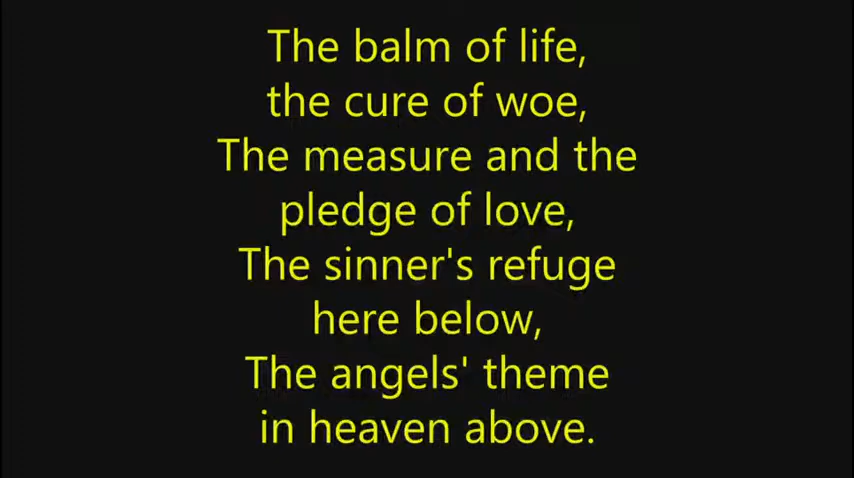 The balm of life,
the cure of woe,
The measure and the
pledge of love,
The sinner's refuge
here below,
The angels' theme
in heaven above.